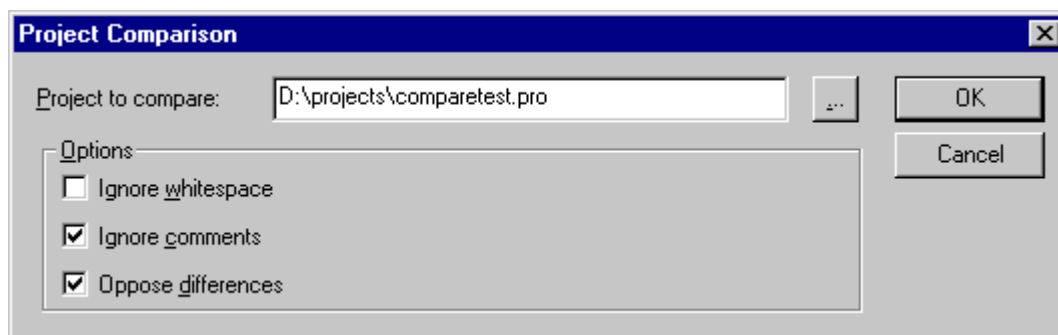 Project Comparison
Project to compare: D:\projects\comparetest.pro ... OK
Options Cancel
Ignore whitespace
Ignore comments
Oppose differences